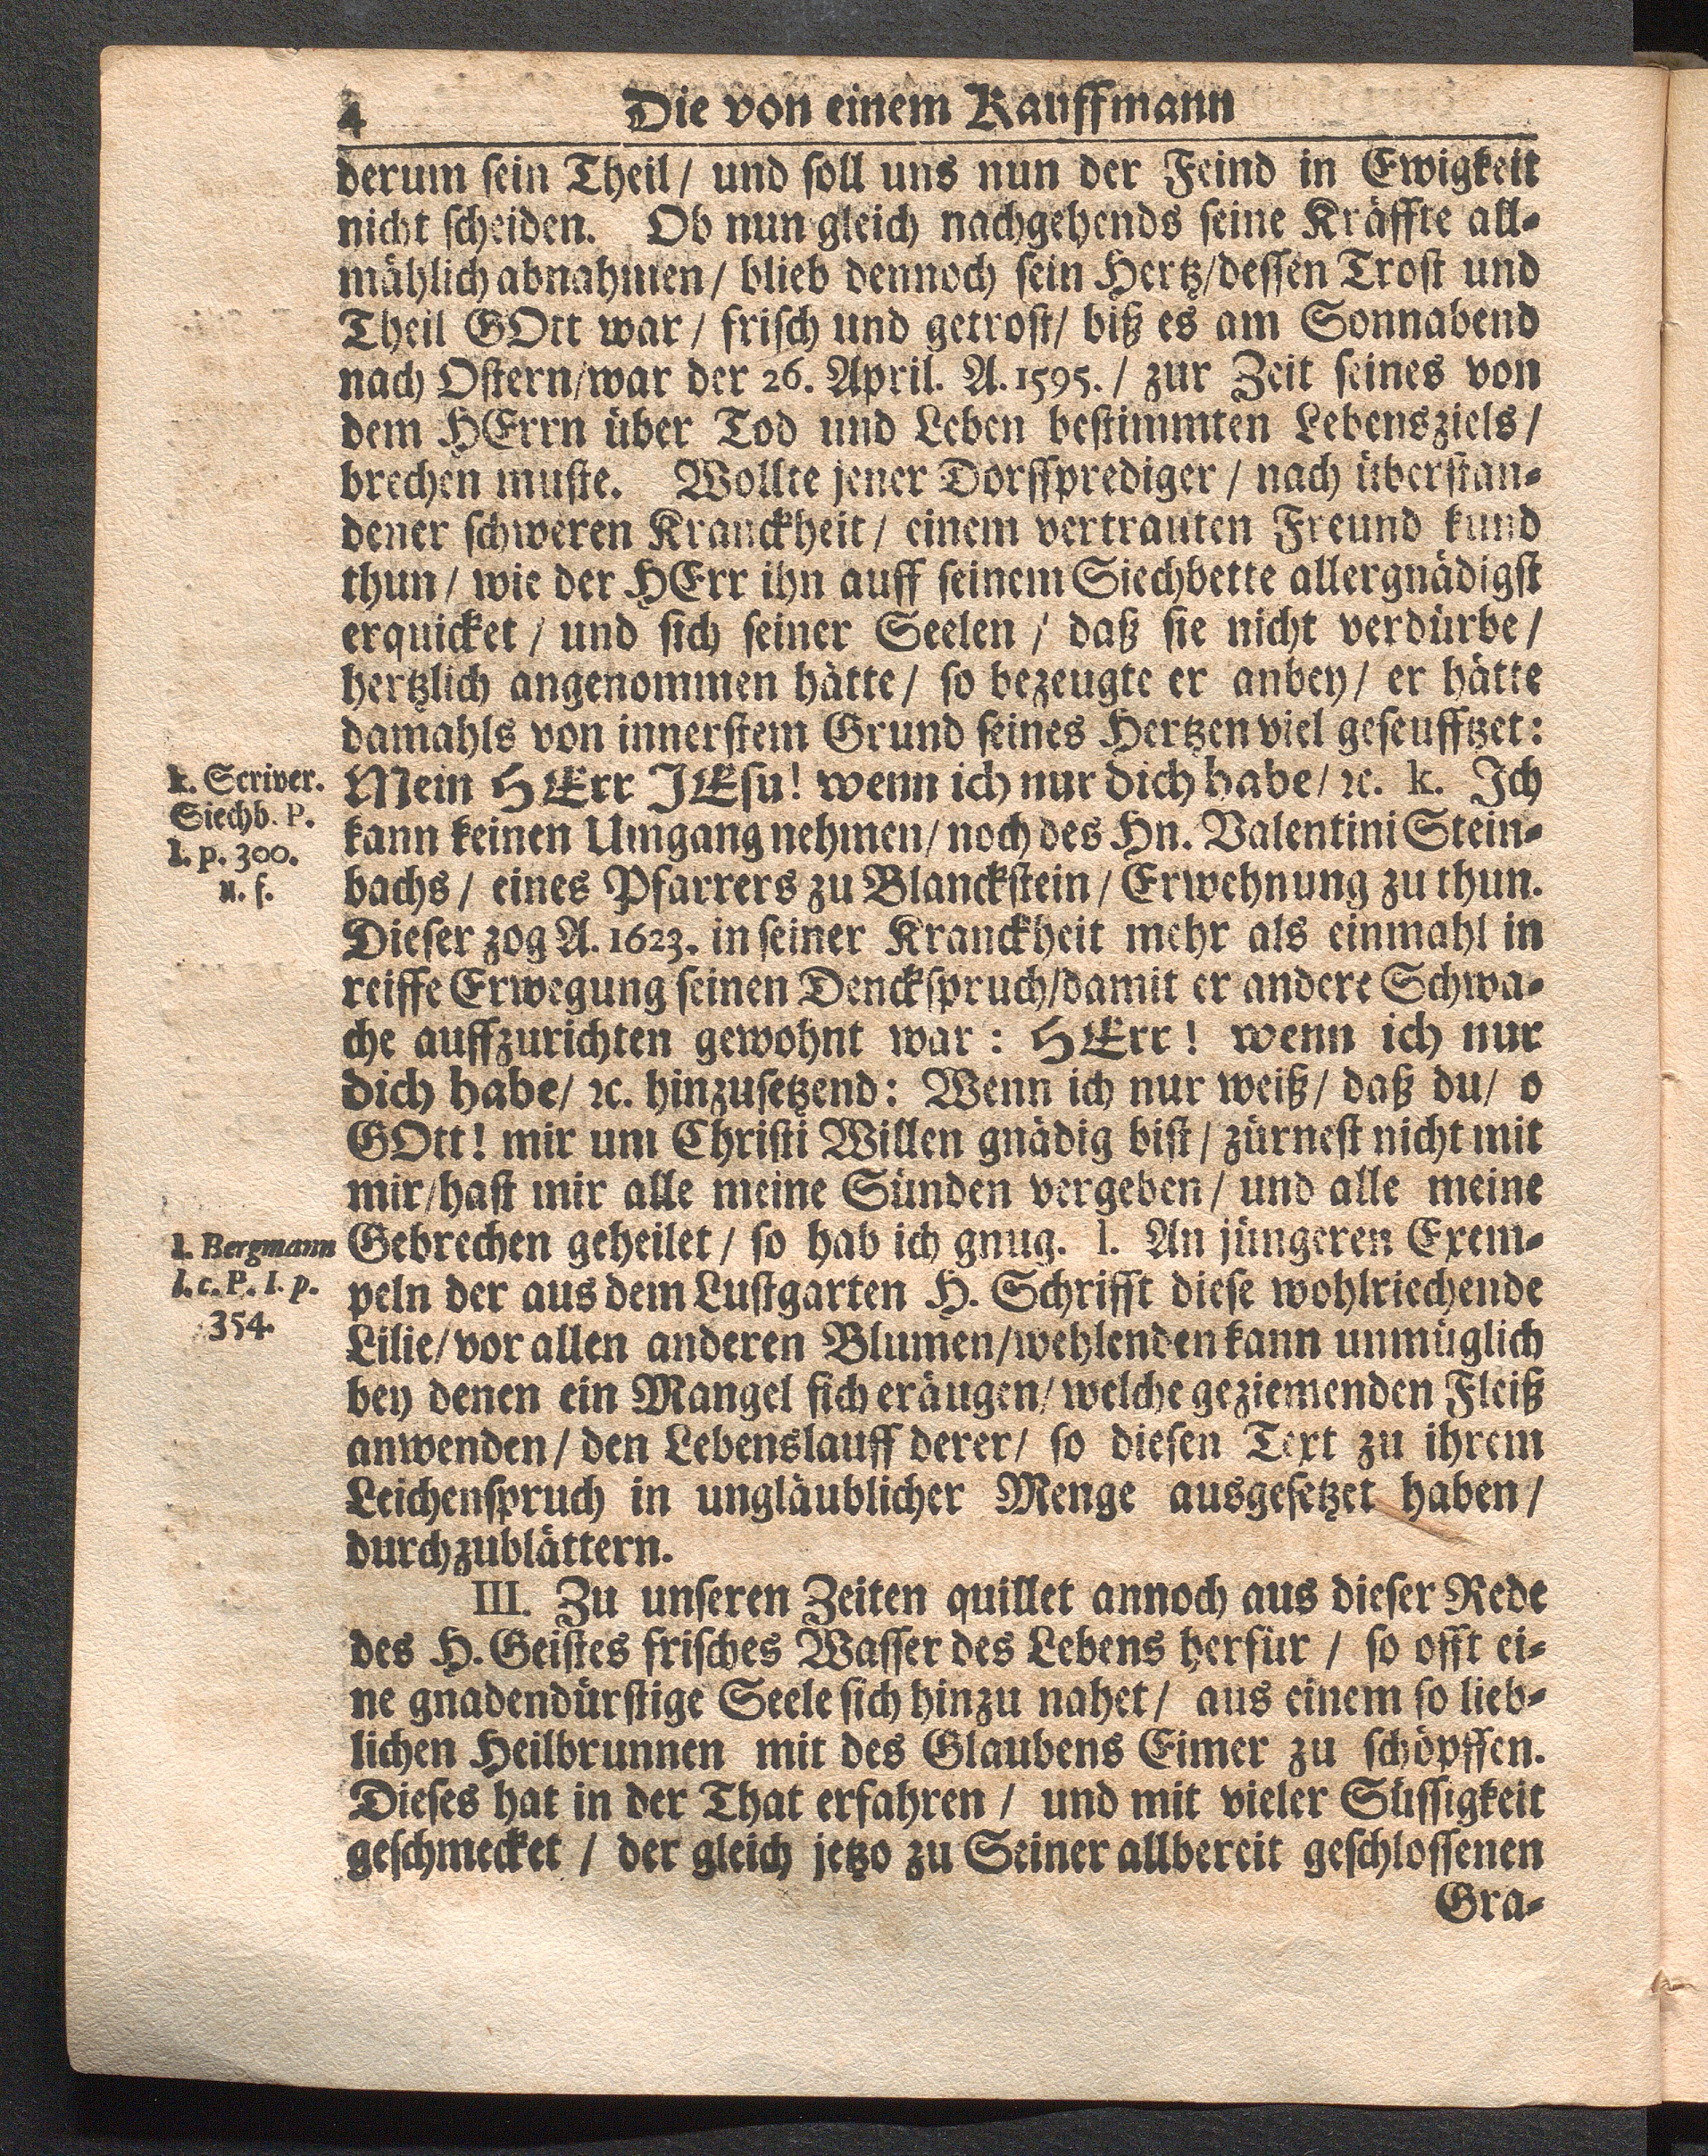 4 Die von einem Kauffmann
derum sein Theil / und soll uns nun der Feind in Ewigkeit
nicht scheiden. Ob nun gleich nachgehends seine Kräffte all-
mählich abnahmen / blieb dennoch sein Hertz / dessen Trost und
Theil GOtt war / frisch und getrost / biß es am Sonnabend
nach Ostern / war der 26. April. A. 1595. / zur Zeit seines von
dem HErrn über Tod und Leben bestimmten Lebensziels /
brechen muste. Wollte jener Dorffprediger / nach überstan-
dener schweren Kranckheit / einem vertrauten Freund kund
thun / wie der HErr ihn auff seinem Siechbette allergnädigst
erquicket / und sich seiner Seelen / daß sie nicht verdürbe /
hertzlich angenommen hätte / so bezeugte er anbey / er hätte
damahls von innerstem Grund seines Hertzen viel geseufftzet:
Mein HErr JEsu! wenn ich nur dich habe / ꝛc. k. Ich
kann keinen Umgang nehmen / noch des Hn. Valentini Stein-
bachs / eines Pfarrers zu Blanckstein / Erwehnung zu thun.
Dieser zog A. 1623. in seiner Kranckheit mehr als einmahl in
reiffe Erwegung seinen Denckspruch / damit er andere Schwa-
che auffzurichten gewohnt war: HErr! wenn ich nur
dich habe / ꝛc. hinzusetzend: Wenn ich nur weiß / daß du / o
GOtt! mir um Christi Willen gnädig bist / zürnest nicht mit
mir / hast mir alle meine Sünden vergeben / und alle meine
Gebrechen geheilet / so hab ich gnug. l. An jüngeren Exem-
peln der aus dem Lustgarten H. Schrifft diese wohlriechende
Lilie / vor allen anderen Blumen / wehlenden kann unmüglich
bey denen ein Mangel sich eräugen / welche geziemenden Fleiß
anwenden / den Lebenslauff derer / so diesen Text zu ihrem
Leichenspruch in ungläublicher Menge ausgesetzet haben /
durchzublättern.
III. Zu unseren Zeiten quillet annoch aus dieser Rede
des H. Geistes frisches Wasser des Lebens herfür / so offt ei-
ne gnadendürstige Seele sich hinzu nahet / aus einem so lieb-
lichen Heilbrunnen mit des Glaubens Eimer zu schöpffen.
Dieses hat in der That erfahren / und mit vieler Süssigkeit
geschmecket / der gleich jetzo zu Seiner allbereit geschlossenen
Gra-
k. Scriver.
Siechb. P.
I. p. 300.
u. f.
l. Bergmann
l. c. P. I. p.
354.